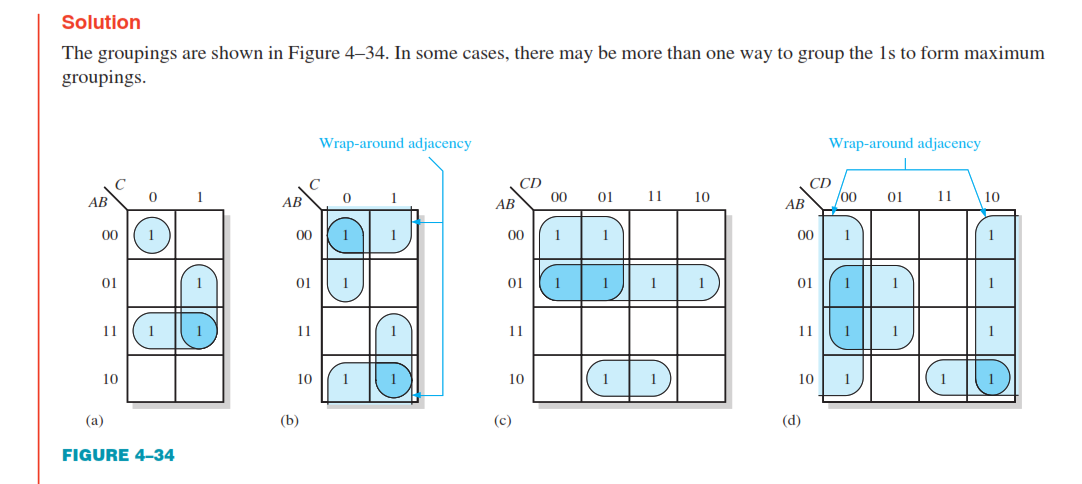 Solution
The groupings are shown in Figure 4–34. In some cases, there may be more than one way to group the 1s to form maximum
groupings.
Wrap-around adjacency
Wrap-around adjacency
C
AB 0 1
00 1
01 1
11 1 1
10
(a)
C
AB 0 1
00 1 1
01 1
11 1
10 1 1
(b)
CD
AB 00 01 11 10
00 1 1
01 1 1 1 1
11
10 1 1
(c)
CD
AB 00 01 11 10
00 1 1
01 1 1 1
11 1 1 1
10 1 1 1
(d)
FIGURE 4–34